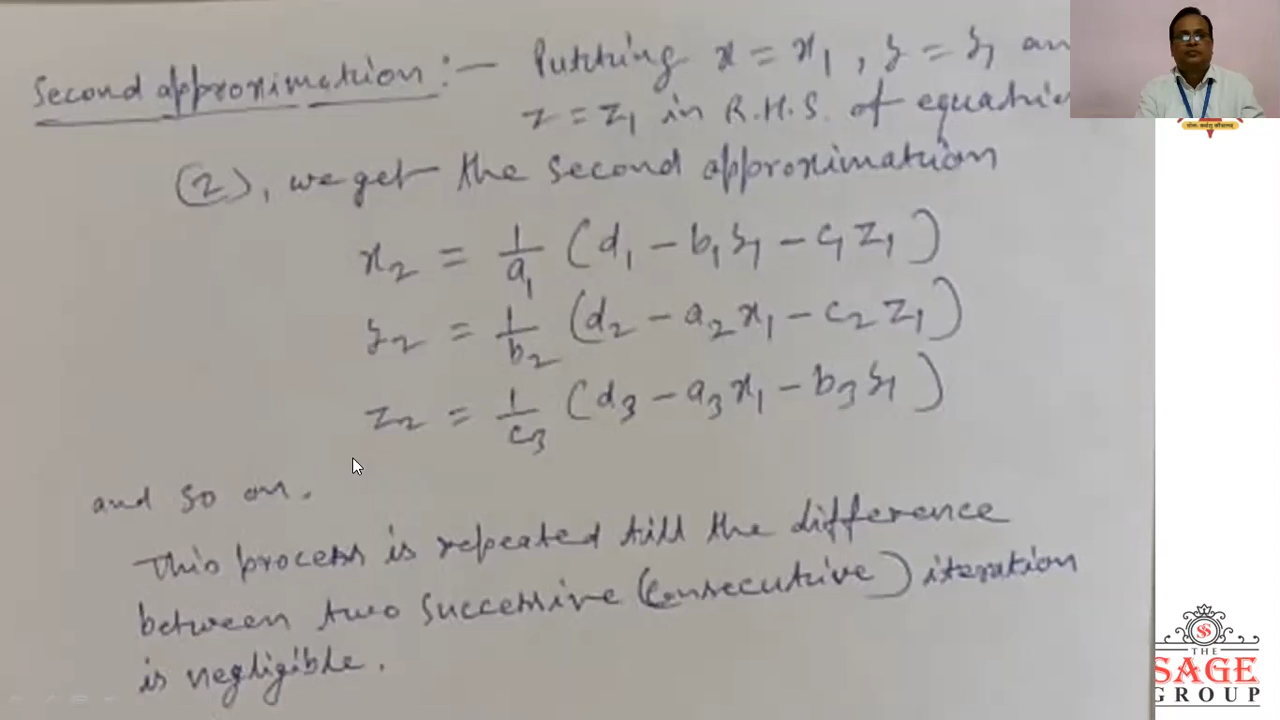 Second approximation :- Putting x = x₁, y = y₁ an
z = z₁ in R.H.S. of equatio
(2), we get the second approximation
x₂ = 1/a₁ (d₁ - b₁y₁ - c₁z₁)
y₂ = 1/b₂ (d₂ - a₂x₁ - c₂z₁)
z₂ = 1/c₃ (d₃ - a₃x₁ - b₃y₁)
and so on.
This process is repeated till the difference
between two successive (consecutive) iteration
is negligible.
THE
SAGE
GROUP